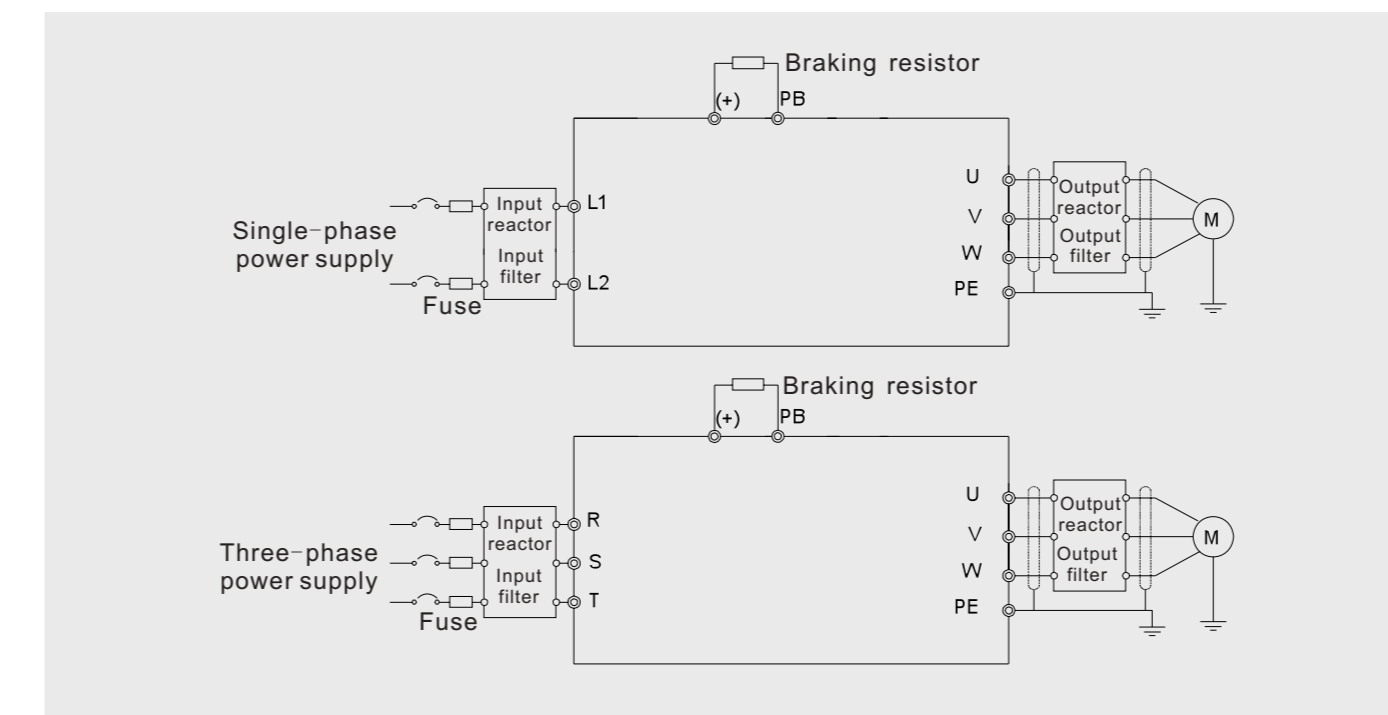 Braking resistor
(+) PB
Single-phase
power supply
Fuse
Input
reactor
Input
filter
L1
L2
U
V
W
PE
Output
reactor
Output
filter
M
Braking resistor
(+) PB
Three-phase
power supply
Fuse
Input
reactor
Input
filter
R
S
T
U
V
W
PE
Output
reactor
Output
filter
M